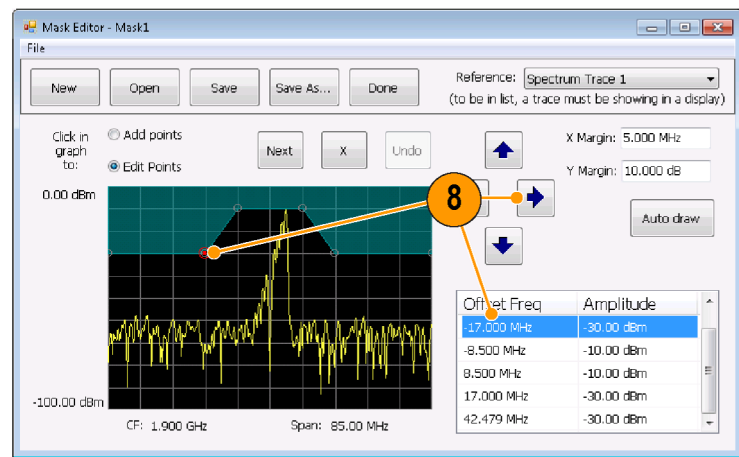 Mask Editor - Mask1
File
New
Open
Save
Save As...
Done
Reference: Spectrum Trace 1
(to be in list, a trace must be showing in a display)
Click in graph to:
Add points
Edit Points
Next
X
Undo
X Margin: 5.000 MHz
Y Margin: 10.000 dB
Auto draw
8
0.00 dBm
-100.00 dBm
CF: 1.900 GHz
Span: 85.00 MHz
Offset Freq Amplitude
-17.000 MHz -30.00 dBm
-8.500 MHz -10.00 dBm
8.500 MHz -10.00 dBm
17.000 MHz -30.00 dBm
42.479 MHz -30.00 dBm